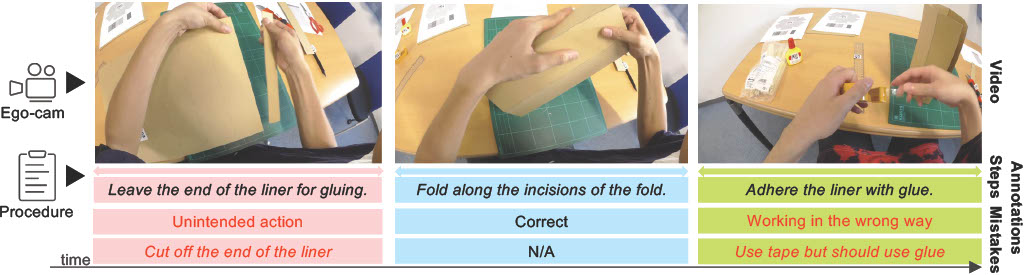 Ego-cam
Video
Procedure
Leave the end of the liner for gluing.
Fold along the incisions of the fold.
Adhere the liner with glue.
Unintended action
Correct
Working in the wrong way
Cut off the end of the liner
N/A
Use tape but should use glue
Steps Mistakes
Annotations
time